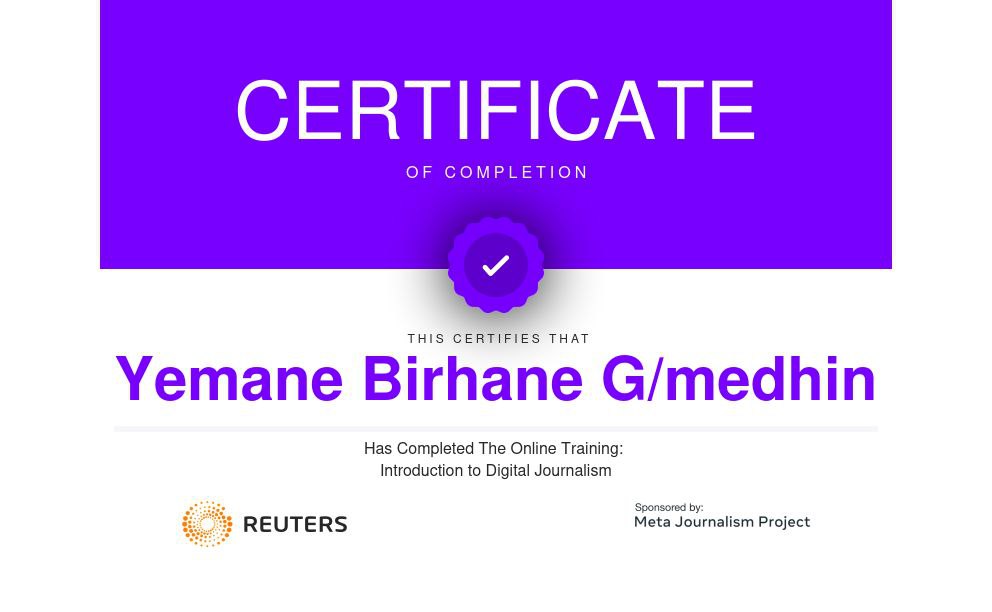 CERTIFICATE
OF COMPLETION
THIS CERTIFIES THAT
Yemane Birhane G/medhin
Has Completed The Online Training:
Introduction to Digital Journalism
REUTERS
Sponsored by:
Meta Journalism Project